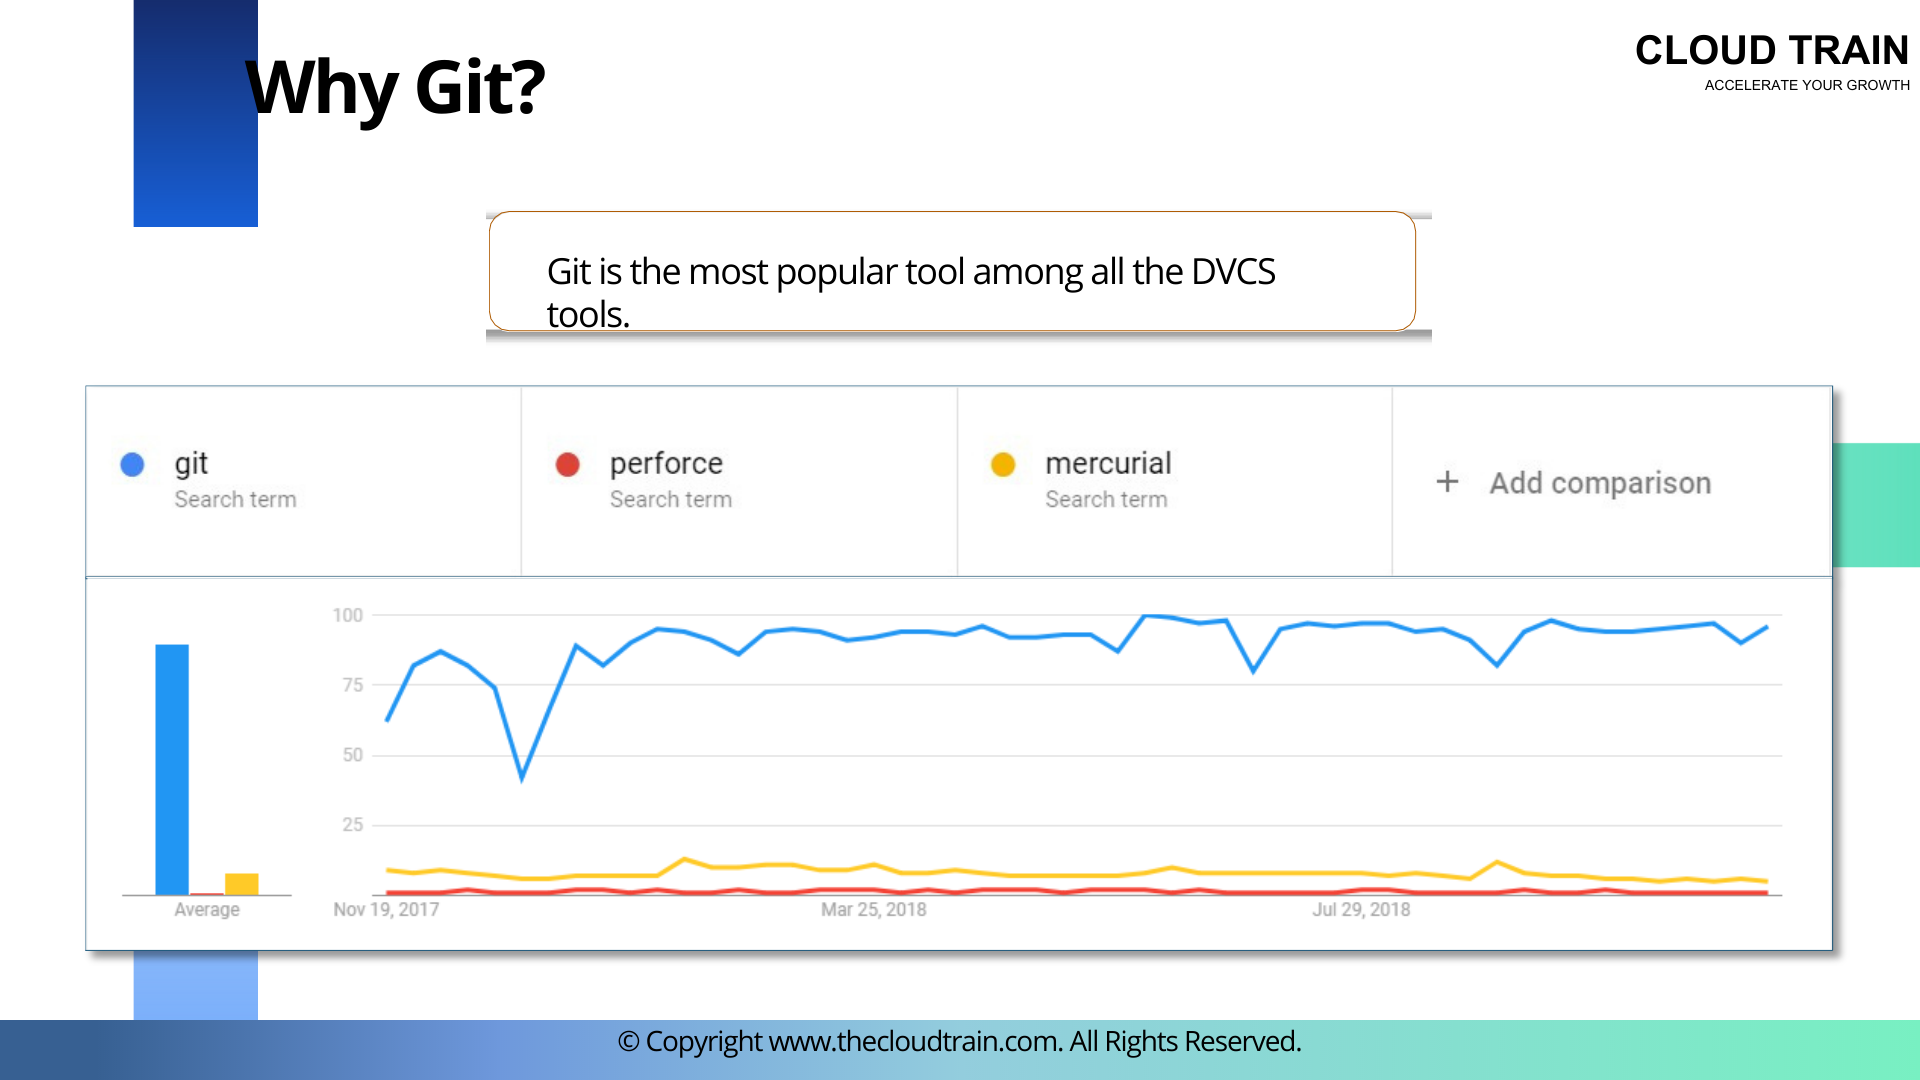 Why Git?
CLOUD TRAIN
ACCELERATE YOUR GROWTH
Git is the most popular tool among all the DVCS
tools.
git
Search term
perforce
Search term
mercurial
Search term
+ Add comparison
100
75
50
25
Average
Nov 19, 2017
Mar 25, 2018
Jul 29, 2018
© Copyright www.thecloudtrain.com. All Rights Reserved.